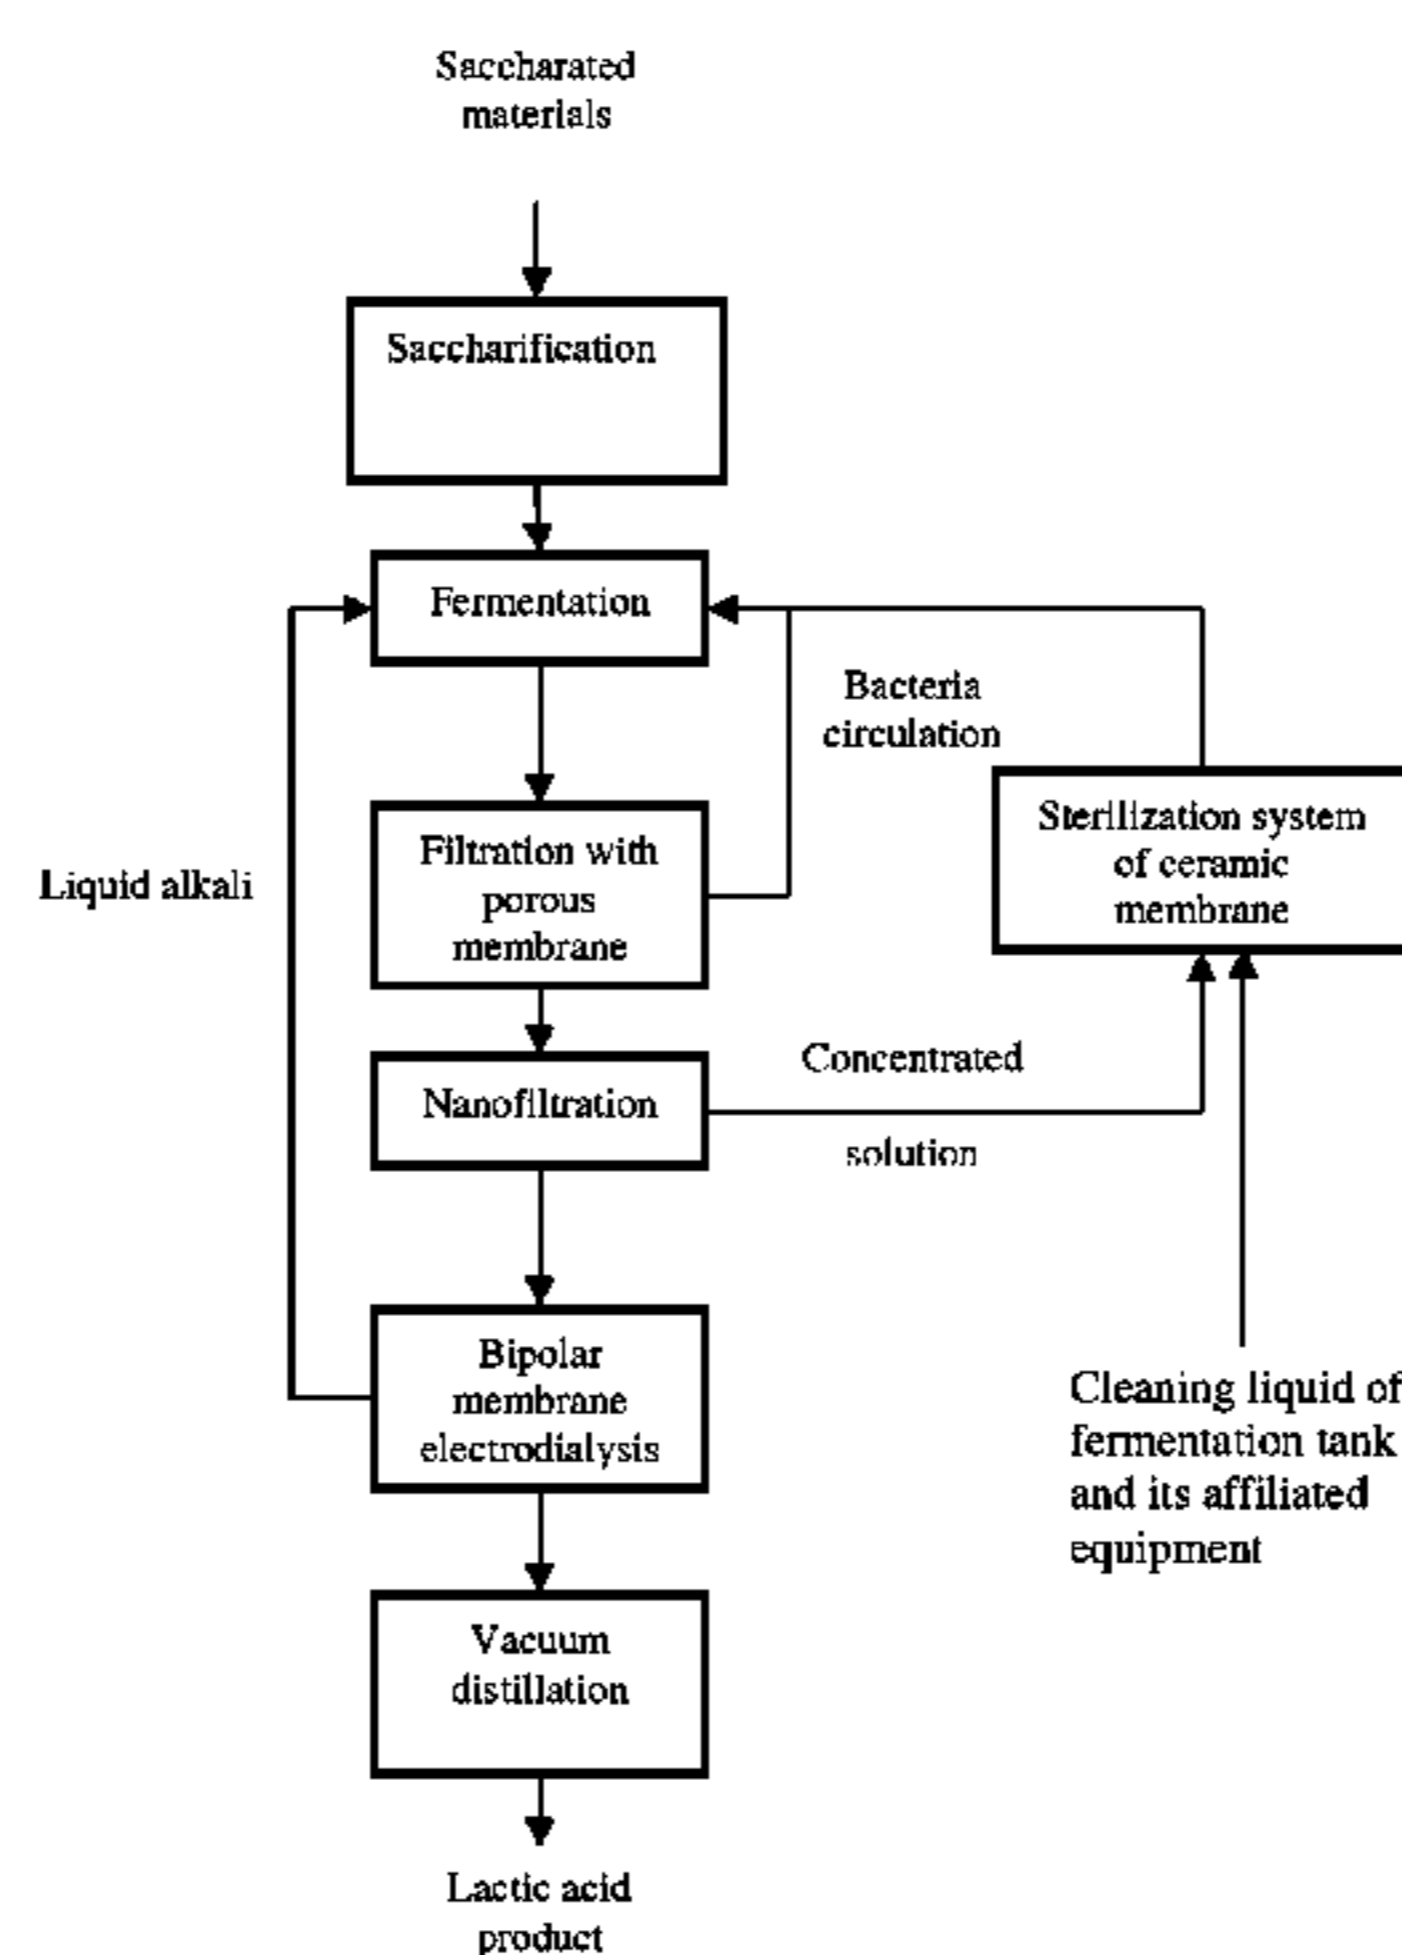 Saccharated
materials
Saccharification
Fermentation
Bacteria
circulation
Sterilization system
of ceramic
membrane
Filtration with
porous
membrane
Liquid alkali
Nanofiltration
Concentrated
solution
Bipolar
membrane
electrodialysis
Cleaning liquid of
fermentation tank
and its affiliated
equipment
Vacuum
distillation
Lactic acid
product